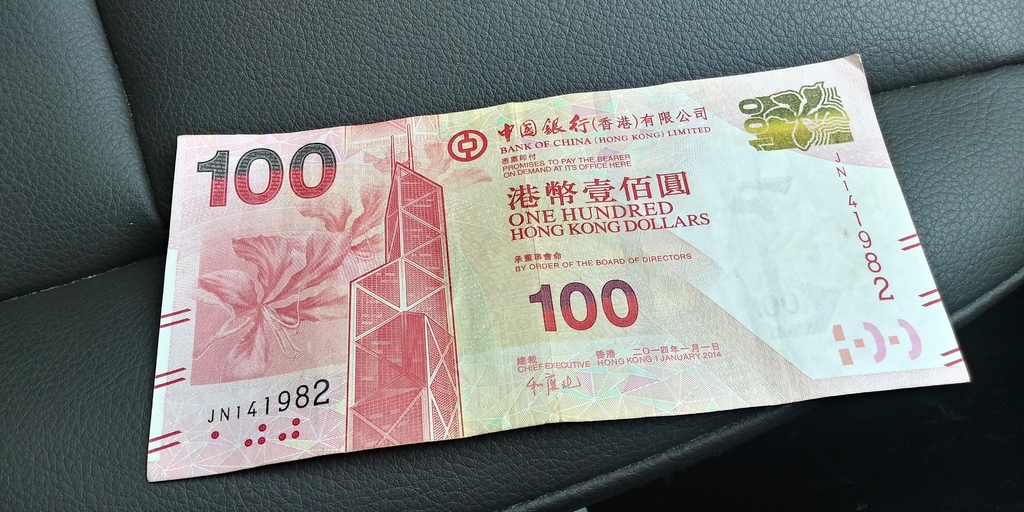 100
中國銀行(香港)有限公司
BANK OF CHINA (HONG KONG) LIMITED
憑票即付
PROMISES TO PAY THE BEARER
ON DEMAND AT ITS OFFICE HERE
港幣壹佰圓
ONE HUNDRED
HONG KONG DOLLARS
承董事會命
BY ORDER OF THE BOARD OF DIRECTORS
100
總裁 香港 二〇一四年一月一日
CHIEF EXECUTIVE HONG KONG 1 JANUARY 2014
JN141982
100
JN141982